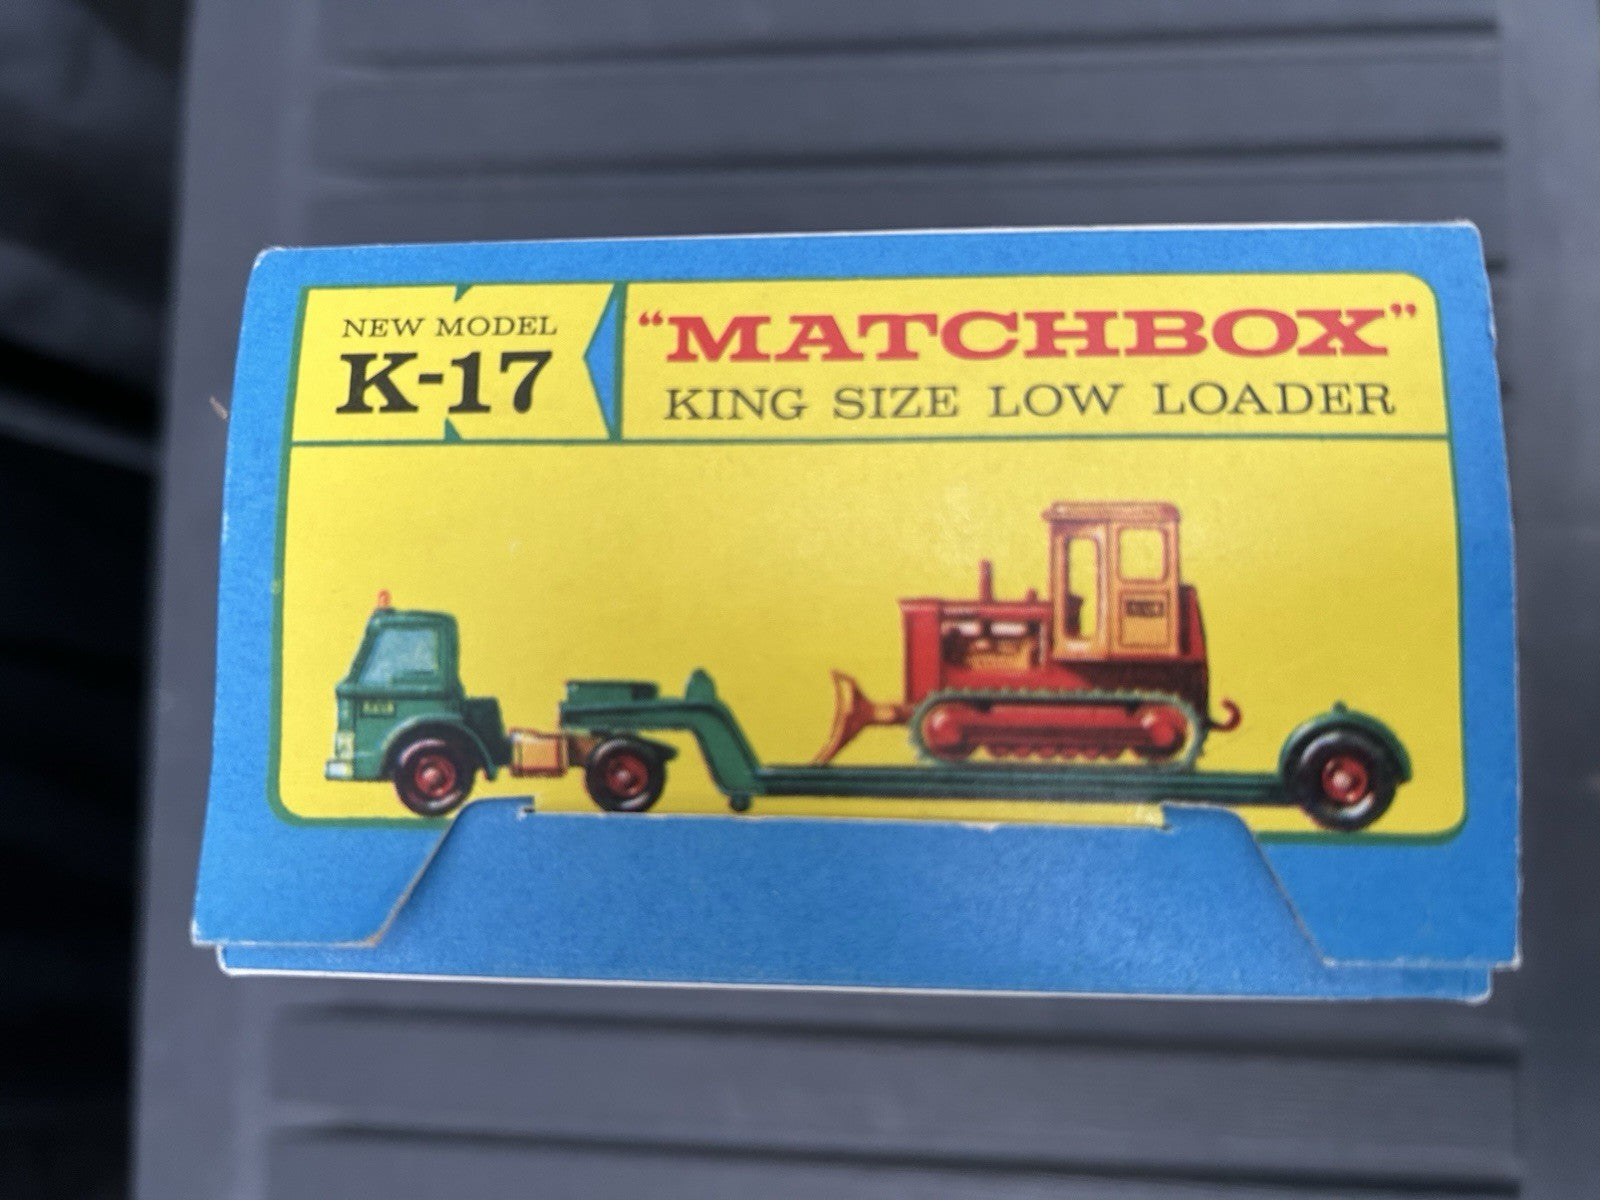 NEW MODEL
K-17
“MATCHBOX”
KING SIZE LOW LOADER